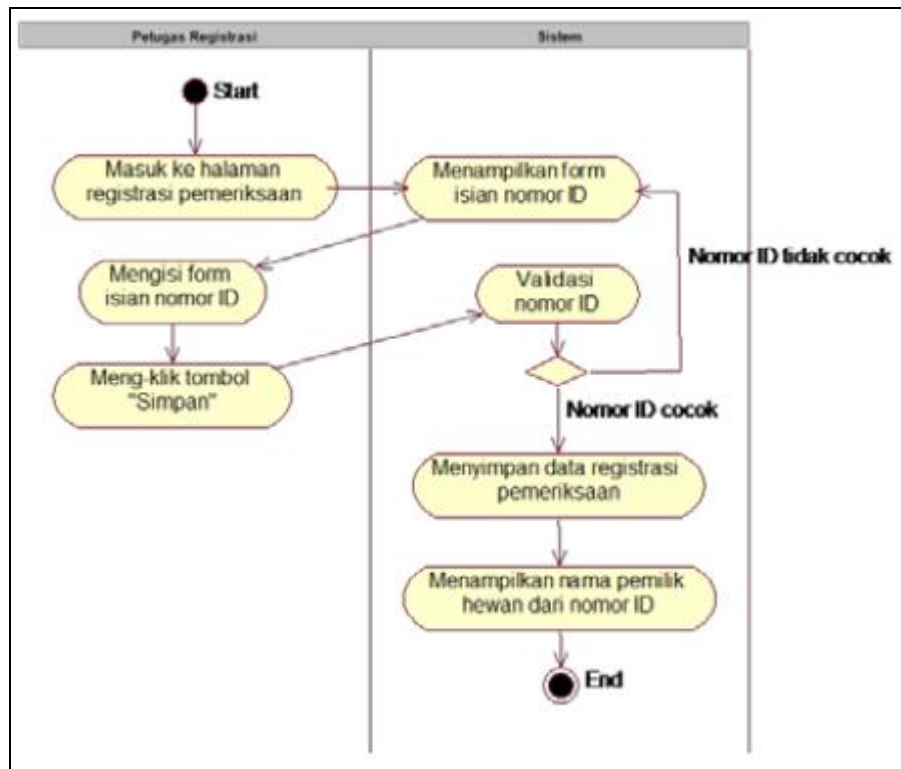 Petugas Registrasi
Sistem
Start
Masuk ke halaman
registrasi pemeriksaan
Menampilkan form
isian nomor ID
Nomor ID tidak cocok
Mengisi form
isian nomor ID
Validasi
nomor ID
Meng-klik tombol
"Simpan"
Nomor ID cocok
Menyimpan data registrasi
pemeriksaan
Menampilkan nama pemilik
hewan dari nomor ID
End